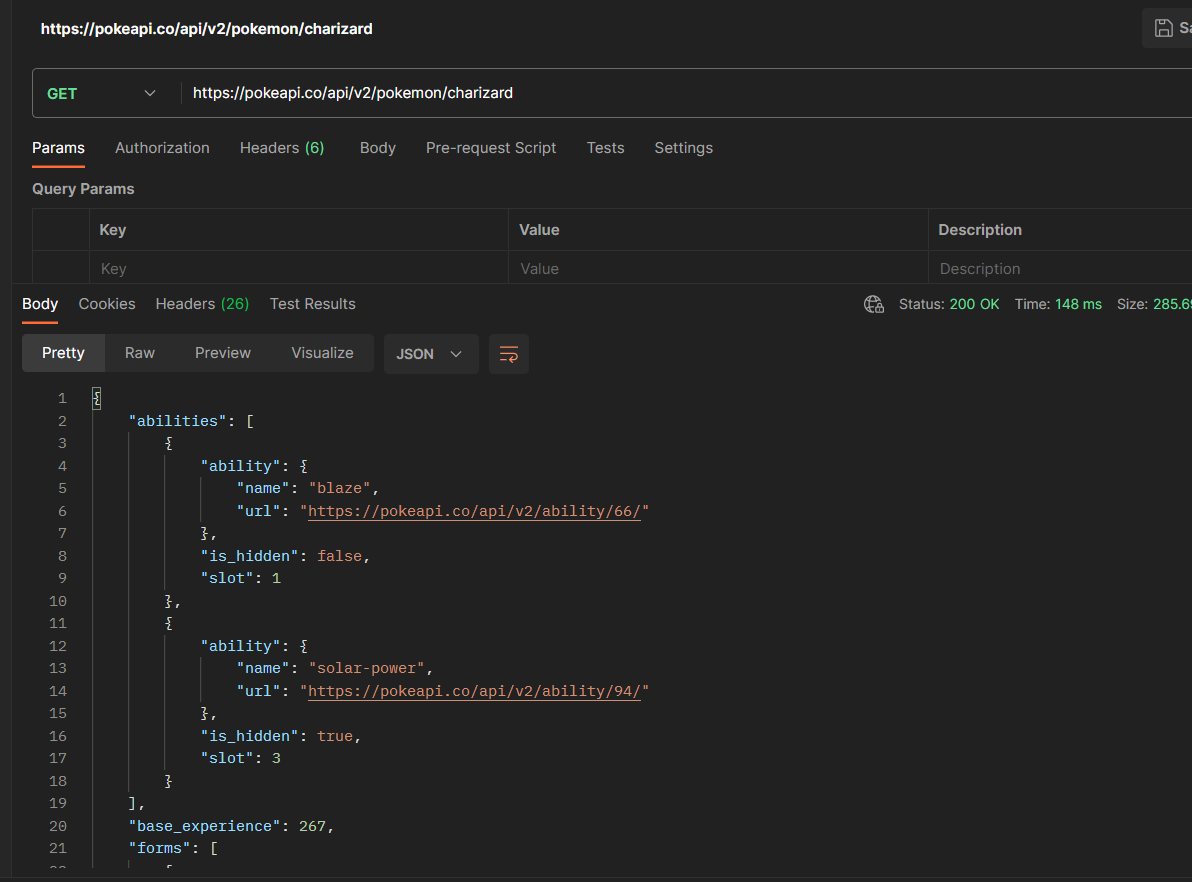 https://pokeapi.co/api/v2/pokemon/charizard
GET https://pokeapi.co/api/v2/pokemon/charizard
Params Authorization Headers (6) Body Pre-request Script Tests Settings
Query Params
Key Value Description
Key Value Description
Body Cookies Headers (26) Test Results Status: 200 OK Time: 148 ms Size: 285.6
Pretty Raw Preview Visualize JSON
1 {
2 "abilities": [
3 {
4 "ability": {
5 "name": "blaze",
6 "url": "https://pokeapi.co/api/v2/ability/66/"
7 },
8 "is_hidden": false,
9 "slot": 1
10 },
11 {
12 "ability": {
13 "name": "solar-power",
14 "url": "https://pokeapi.co/api/v2/ability/94/"
15 },
16 "is_hidden": true,
17 "slot": 3
18 }
19 ],
20 "base_experience": 267,
21 "forms": [